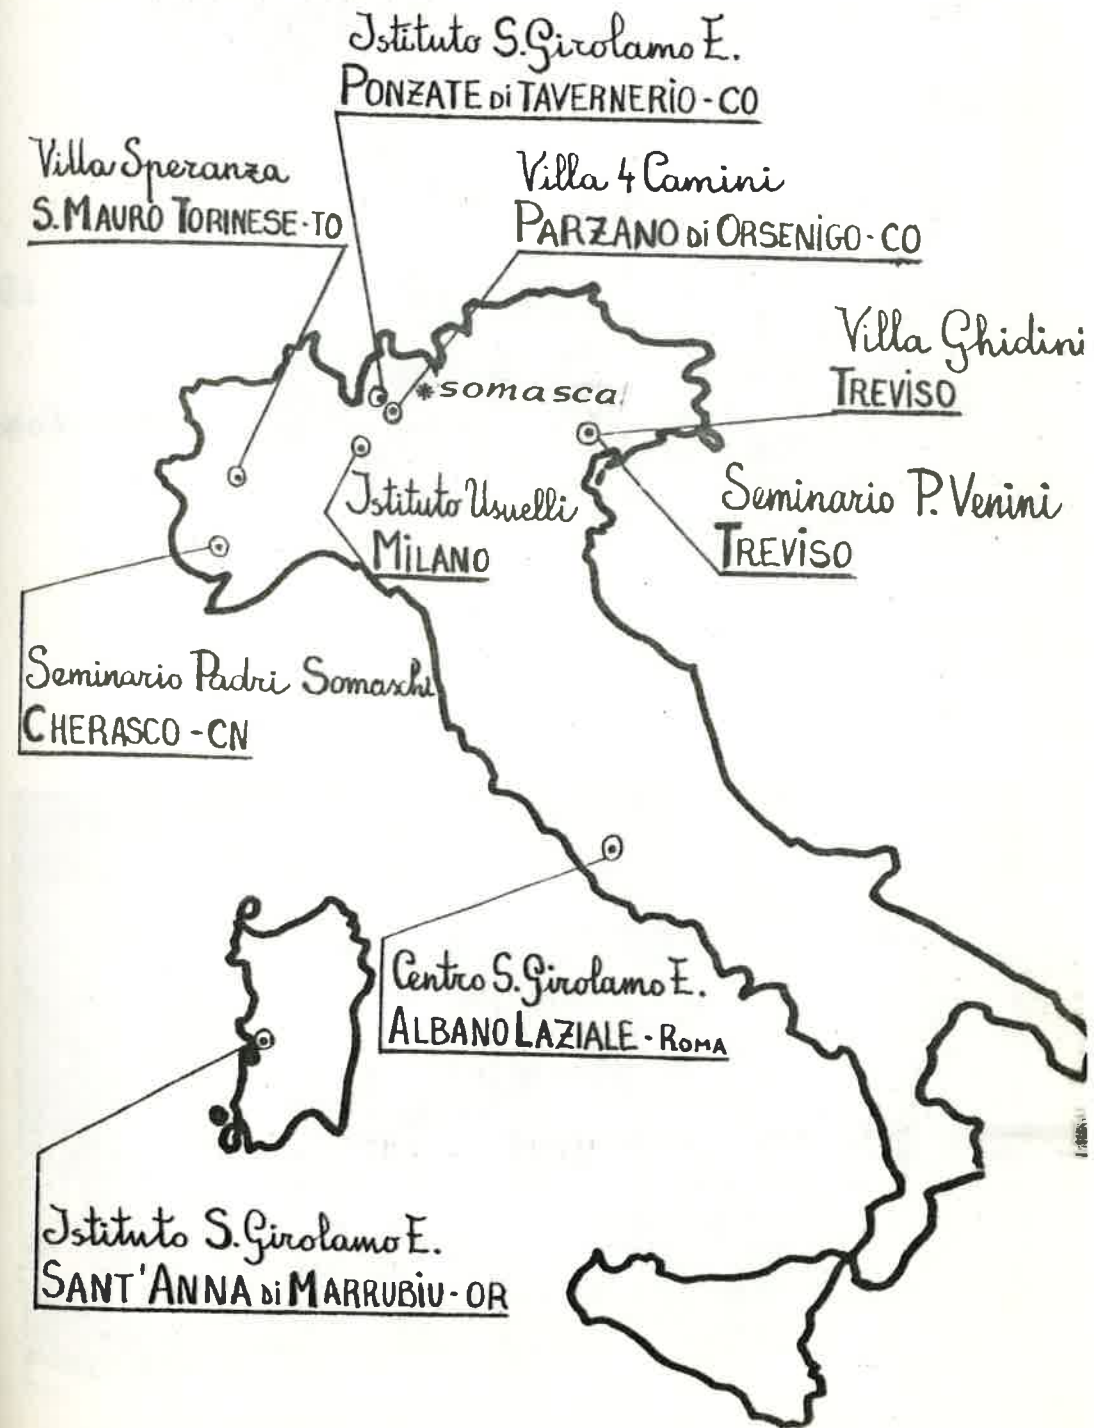 Istituto S. Girolamo E.
PONZATE di TAVERNERIO - CO
Villa Speranza
S. MAURO TORINESE - TO
Villa 4 Camini
PARZANO di ORSENIGO - CO
Villa Ghidini
TREVISO
* somasca
Istituto Usuelli
MILANO
Seminario P. Venini
TREVISO
Seminario Padri Somaschi
CHERASCO - CN
Centro S. Girolamo E.
ALBANO LAZIALE - ROMA
Istituto S. Girolamo E.
SANT'ANNA di MARRUBIU - OR